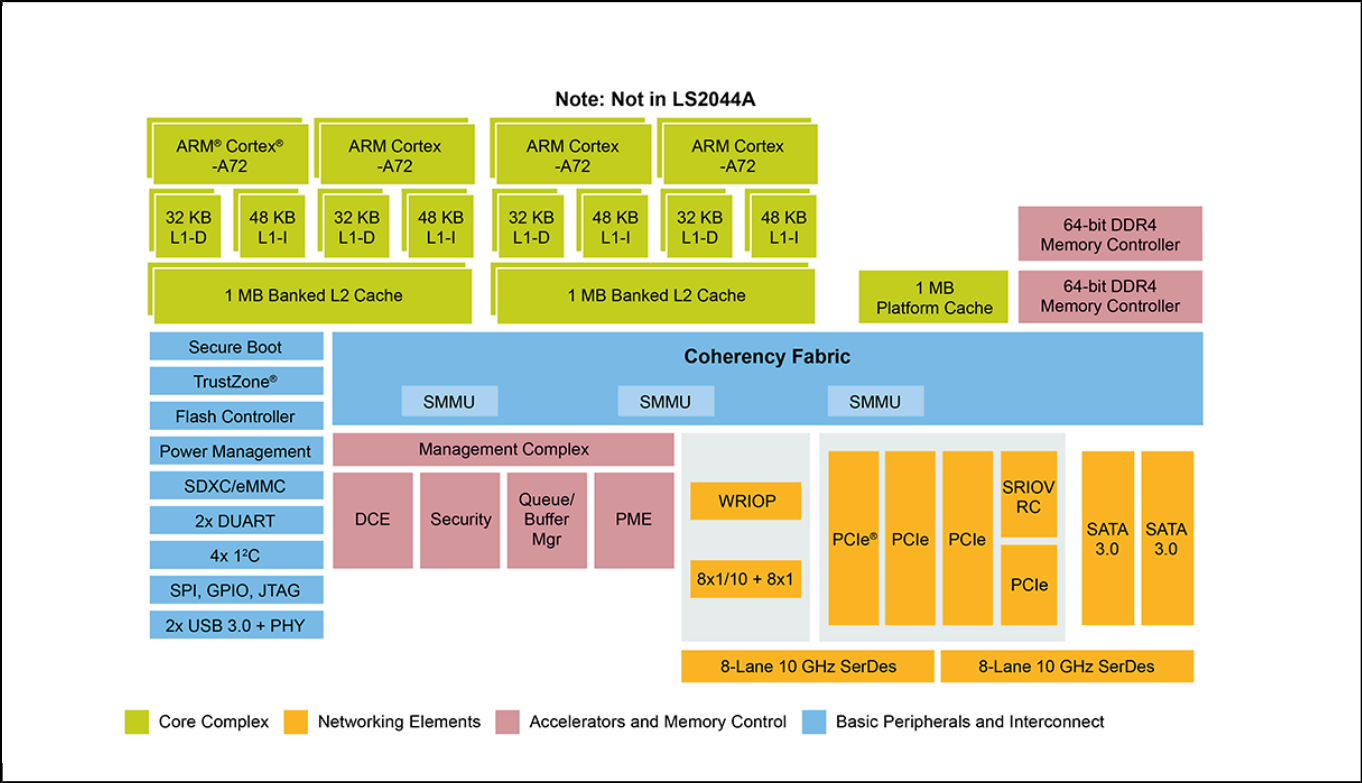 Note: Not in LS2044A
ARM® Cortex®
-A72
ARM Cortex
-A72
ARM Cortex
-A72
ARM Cortex
-A72
32 KB
L1-D
48 KB
L1-I
32 KB
L1-D
48 KB
L1-I
32 KB
L1-D
48 KB
L1-I
32 KB
L1-D
48 KB
L1-I
1 MB Banked L2 Cache
1 MB Banked L2 Cache
1 MB
Platform Cache
64-bit DDR4
Memory Controller
64-bit DDR4
Memory Controller
Secure Boot
TrustZone®
Flash Controller
Power Management
SDXC/eMMC
2x DUART
4x 1²C
SPI, GPIO, JTAG
2x USB 3.0 + PHY
Coherency Fabric
SMMU
SMMU
SMMU
Management Complex
DCE
Security
Queue/
Buffer
Mgr
PME
WRIOP
8x1/10 + 8x1
PCIe®
PCIe
PCIe
SRIOV
RC
PCIe
SATA
3.0
SATA
3.0
8-Lane 10 GHz SerDes
8-Lane 10 GHz SerDes
Core Complex
Networking Elements
Accelerators and Memory Control
Basic Peripherals and Interconnect